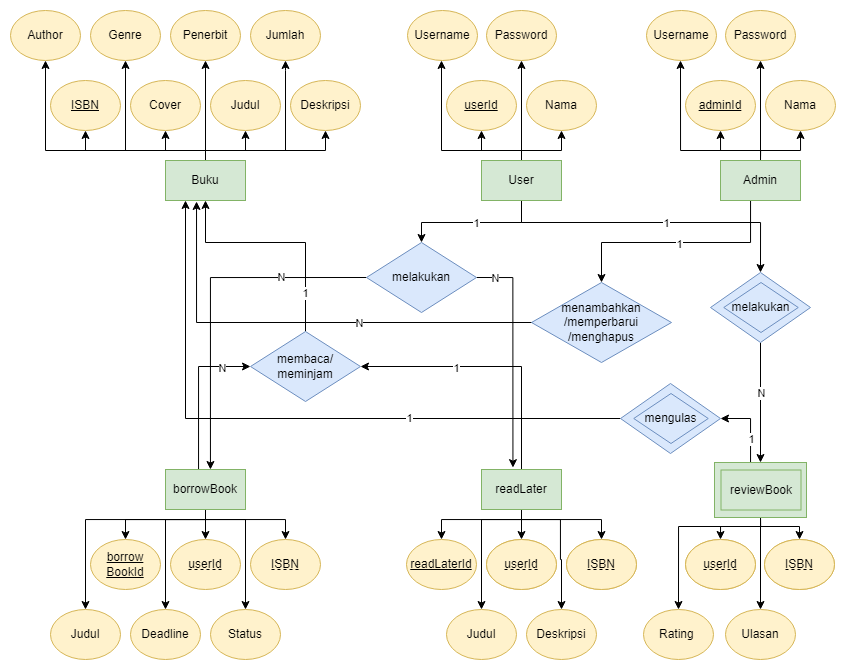 Author
Genre
Penerbit
Jumlah
Username
Password
Username
Password
ISBN
Cover
Judul
Deskripsi
userId
Nama
adminId
Nama
Buku
User
Admin
1
1
1
melakukan
N
N
1
menambahkan
/memperbarui
/menghapus
N
melakukan
membaca/
meminjam
N
1
N
mengulas
1
1
borrowBook
readLater
reviewBook
borrow
BookId
userId
ISBN
readLaterId
userId
ISBN
userId
ISBN
Judul
Deadline
Status
Judul
Deskripsi
Rating
Ulasan